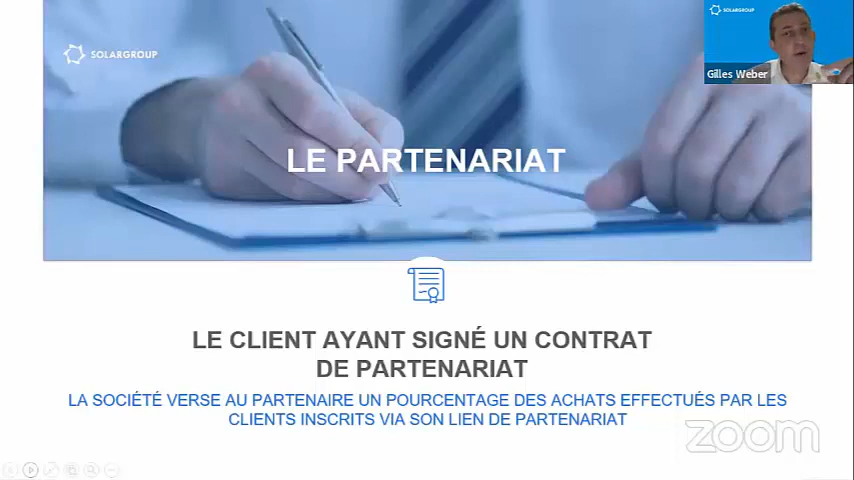 SOLARGROUP
SOLARGROUP
Gilles Weber
LE PARTENARIAT
LE CLIENT AYANT SIGNÉ UN CONTRAT
DE PARTENARIAT
LA SOCIÉTÉ VERSE AU PARTENAIRE UN POURCENTAGE DES ACHATS EFFECTUÉS PAR LES
CLIENTS INSCRITS VIA SON LIEN DE PARTENARIAT
zoom